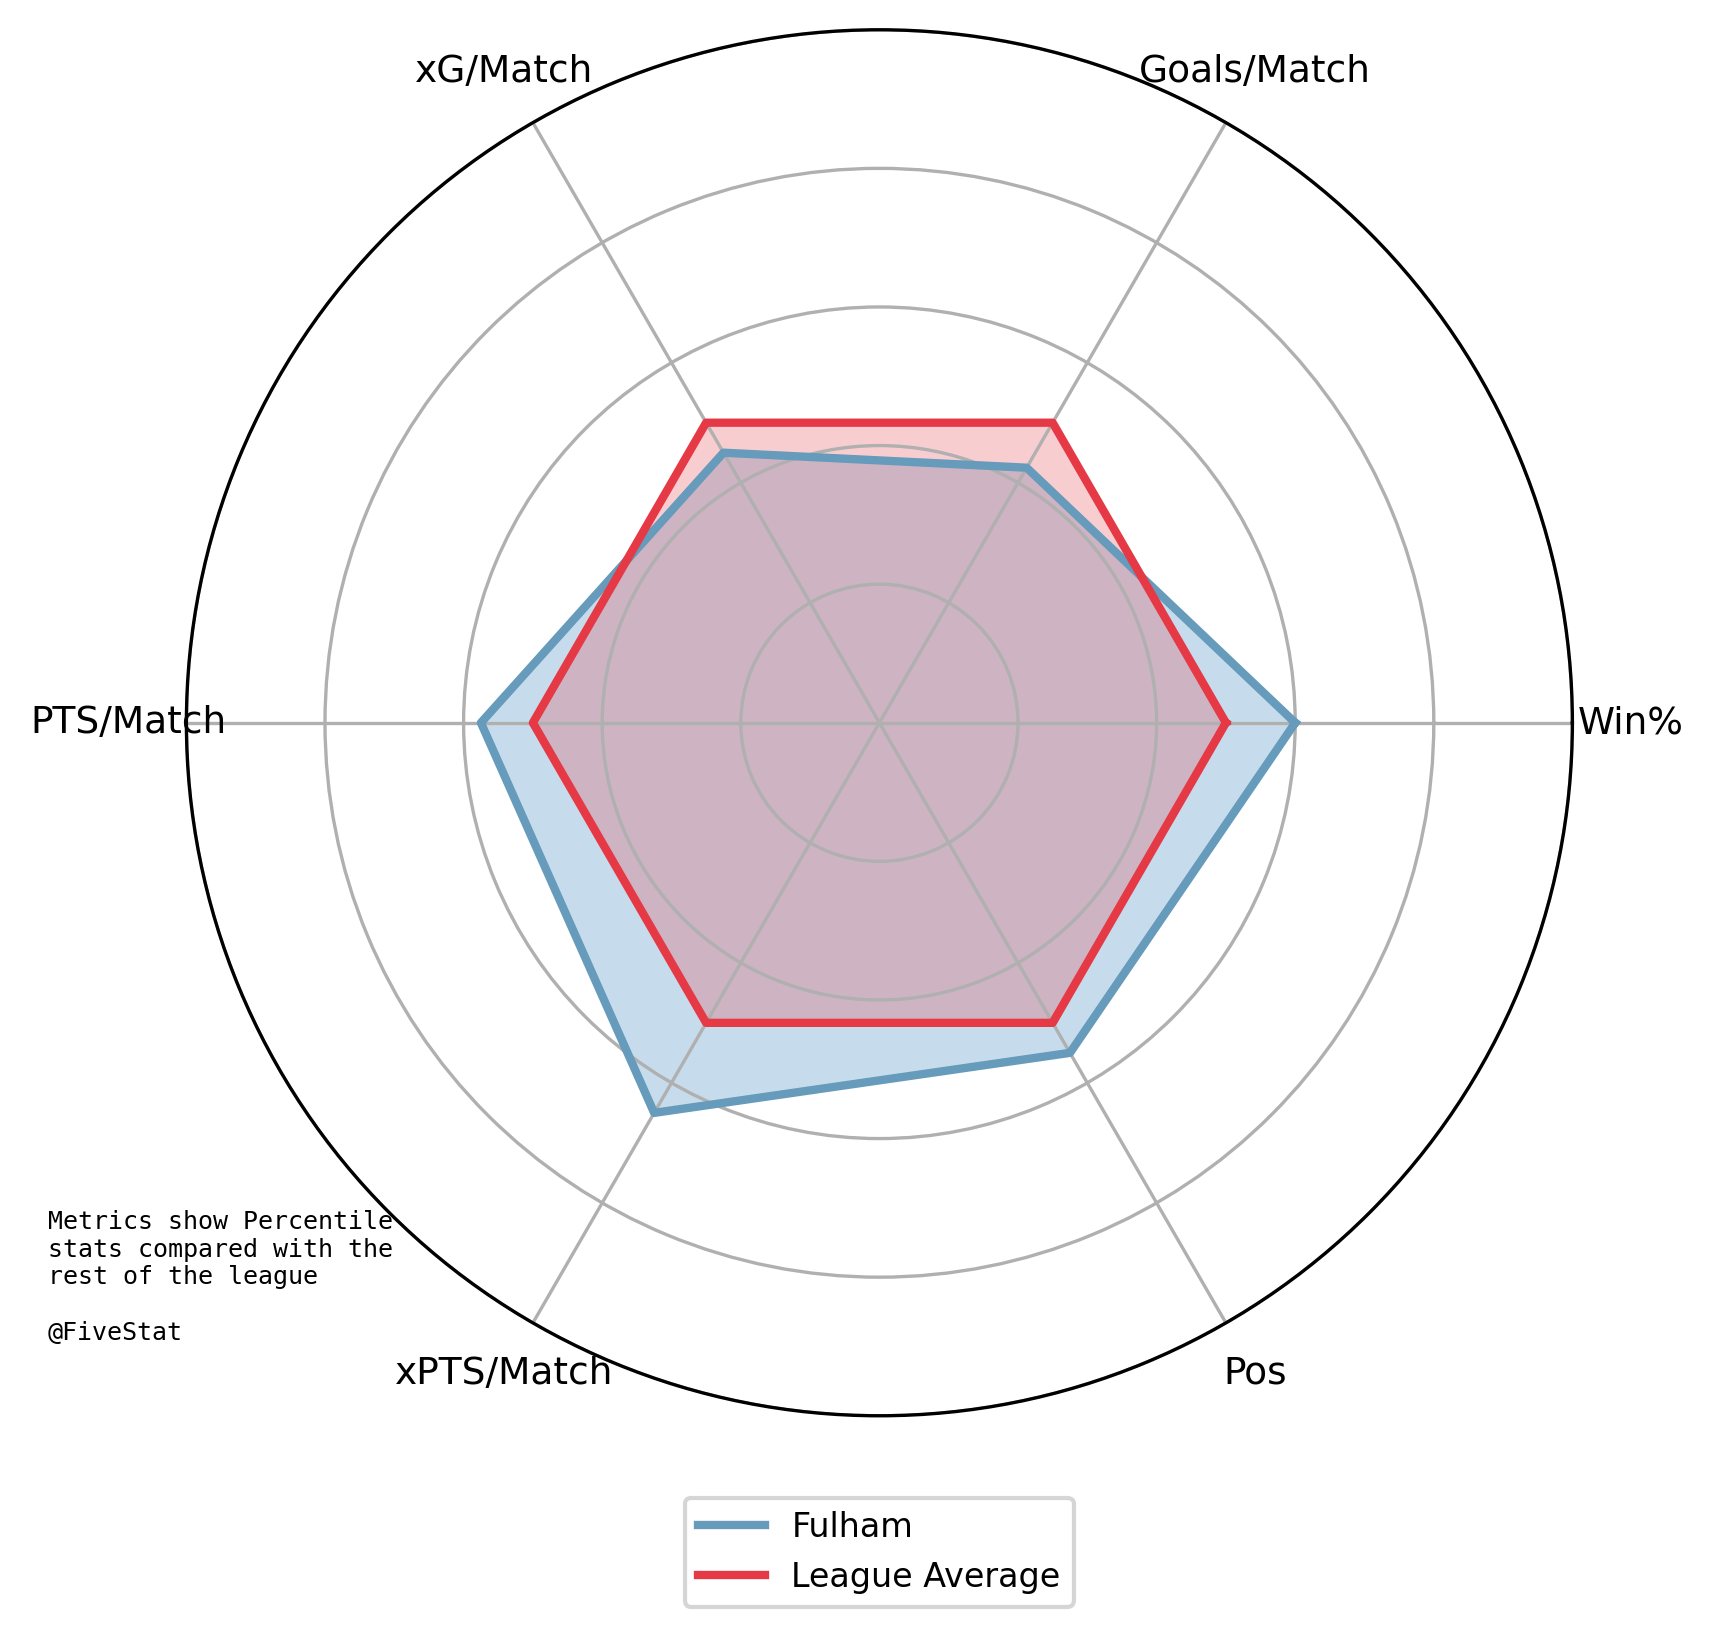 xG/Match
Goals/Match
PTS/Match
Win%
Metrics show Percentile
stats compared with the
rest of the league
@FiveStat
xPTS/Match
Pos
Fulham
League Average